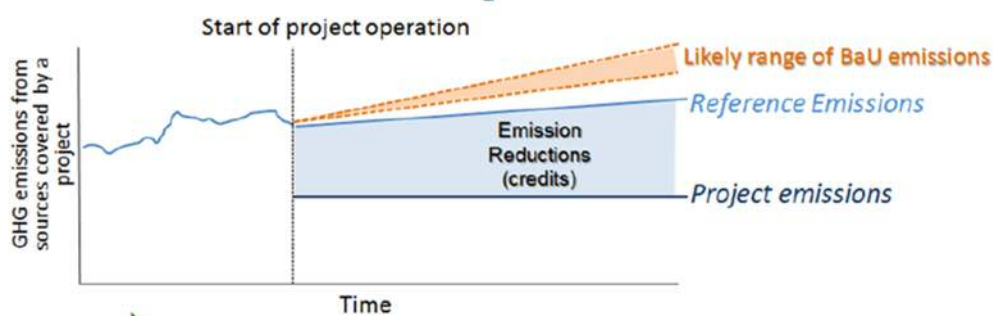 Start of project operation
GHG emissions from
sources covered by a
project
Likely range of BaU emissions
Reference Emissions
Emission
Reductions
(credits)
Project emissions
Time